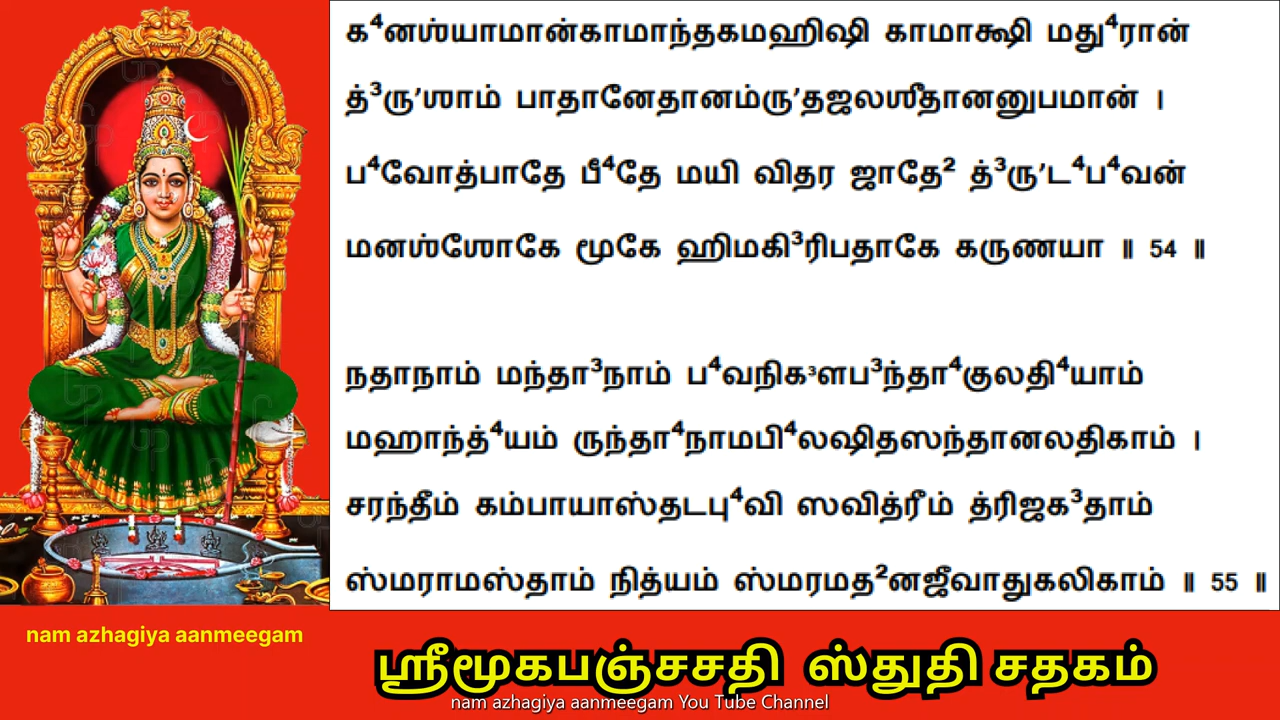 க⁴னஶ்யாமான்காமாந்தகமஹிஷி காமாக்ஷி மது⁴ரான்
த்³ரு’ஶாம் பாதானேதானம்ரு’தஜலஶீதானனுபமான் ।
ப⁴வோத்பாதே பீ⁴தே மயி விதர ஜாதே² த்³ரு’ட⁴ப⁴வன்
மனஶ்ஶோகே மூகே ஹிமகி³ரிபதாகே கருணயா ॥ 54 ॥
நதாநாம் மந்தா³நாம் ப⁴வநிக³ளப³ந்தா⁴குலதி⁴யாம்
மஹாந்த்⁴யம் ருந்தா⁴நாமபி⁴லஷிதஸந்தானலதிகாம் ।
சரந்தீம் கம்பாயாஸ்தடபு⁴வி ஸவித்ரீம் த்ரிஜக³தாம்
ஸ்மராமஸ்தாம் நித்யம் ஸ்மரமத²னஜீவாதுகலிகாம் ॥ 55 ॥
nam azhagiya aanmeegam
ஸ்ரீமூகபஞ்சசதி ஸ்துதி சதகம்
nam azhagiya aanmeegam You Tube Channel